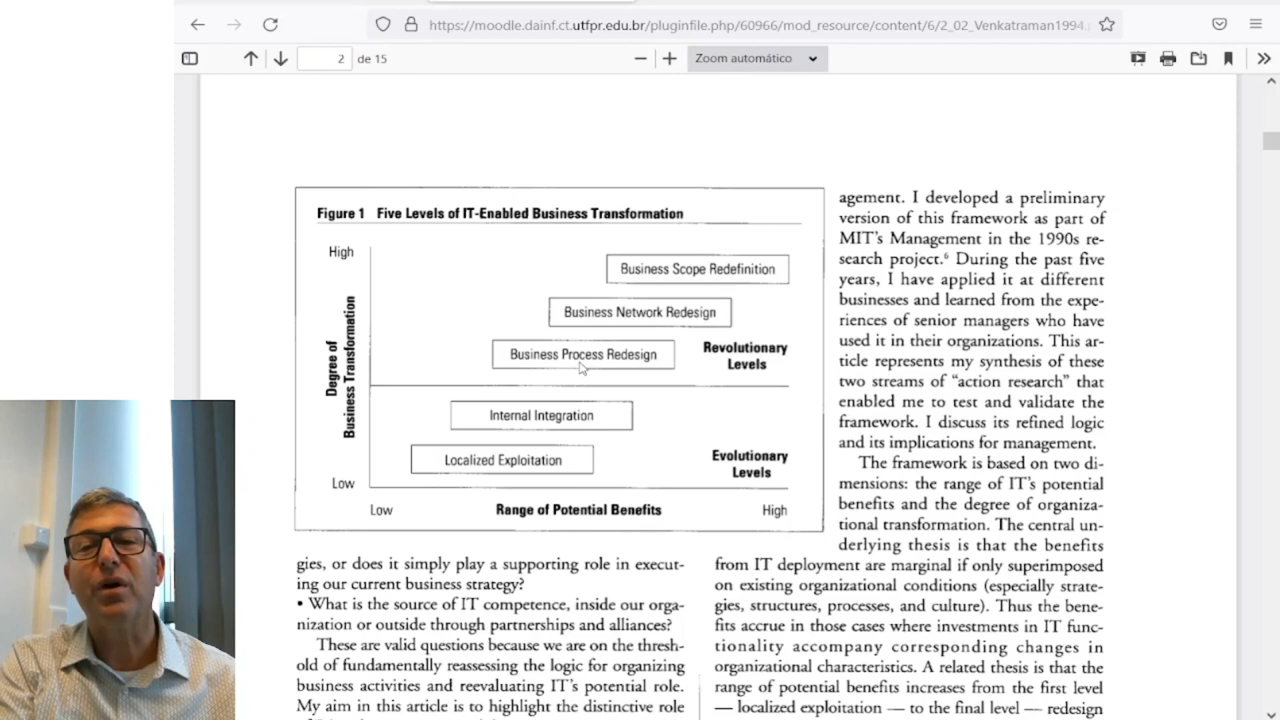 https://moodle.dainf.ct.utfpr.edu.br/pluginfile.php/60966/mod_resource/content/6/2_02_Venkatraman1994.
2 de 15
Zoom automático
Figure 1 Five Levels of IT-Enabled Business Transformation
High
Business Scope Redefinition
Business Network Redesign
Business Process Redesign
Revolutionary
Levels
Degree of
Business Transformation
Internal Integration
Localized Exploitation
Evolutionary
Levels
Low
Low
Range of Potential Benefits
High
gies, or does it simply play a supporting role in execut-
ing our current business strategy?
• What is the source of IT competence, inside our orga-
nization or outside through partnerships and alliances?
These are valid questions because we are on the thresh-
old of fundamentally reassessing the logic for organizing
business activities and reevaluating IT's potential role.
My aim in this article is to highlight the distinctive role
agement. I developed a preliminary
version of this framework as part of
MIT's Management in the 1990s re-
search project.⁶ During the past five
years, I have applied it at different
businesses and learned from the expe-
riences of senior managers who have
used it in their organizations. This ar-
ticle represents my synthesis of these
two streams of “action research” that
enabled me to test and validate the
framework. I discuss its refined logic
and its implications for management.
The framework is based on two di-
mensions: the range of IT's potential
benefits and the degree of organiza-
tional transformation. The central un-
derlying thesis is that the benefits
from IT deployment are marginal if only superimposed
on existing organizational conditions (especially strate-
gies, structures, processes, and culture). Thus the bene-
fits accrue in those cases where investments in IT func-
tionality accompany corresponding changes in
organizational characteristics. A related thesis is that the
range of potential benefits increases from the first level
— localized exploitation — to the final level — redesign